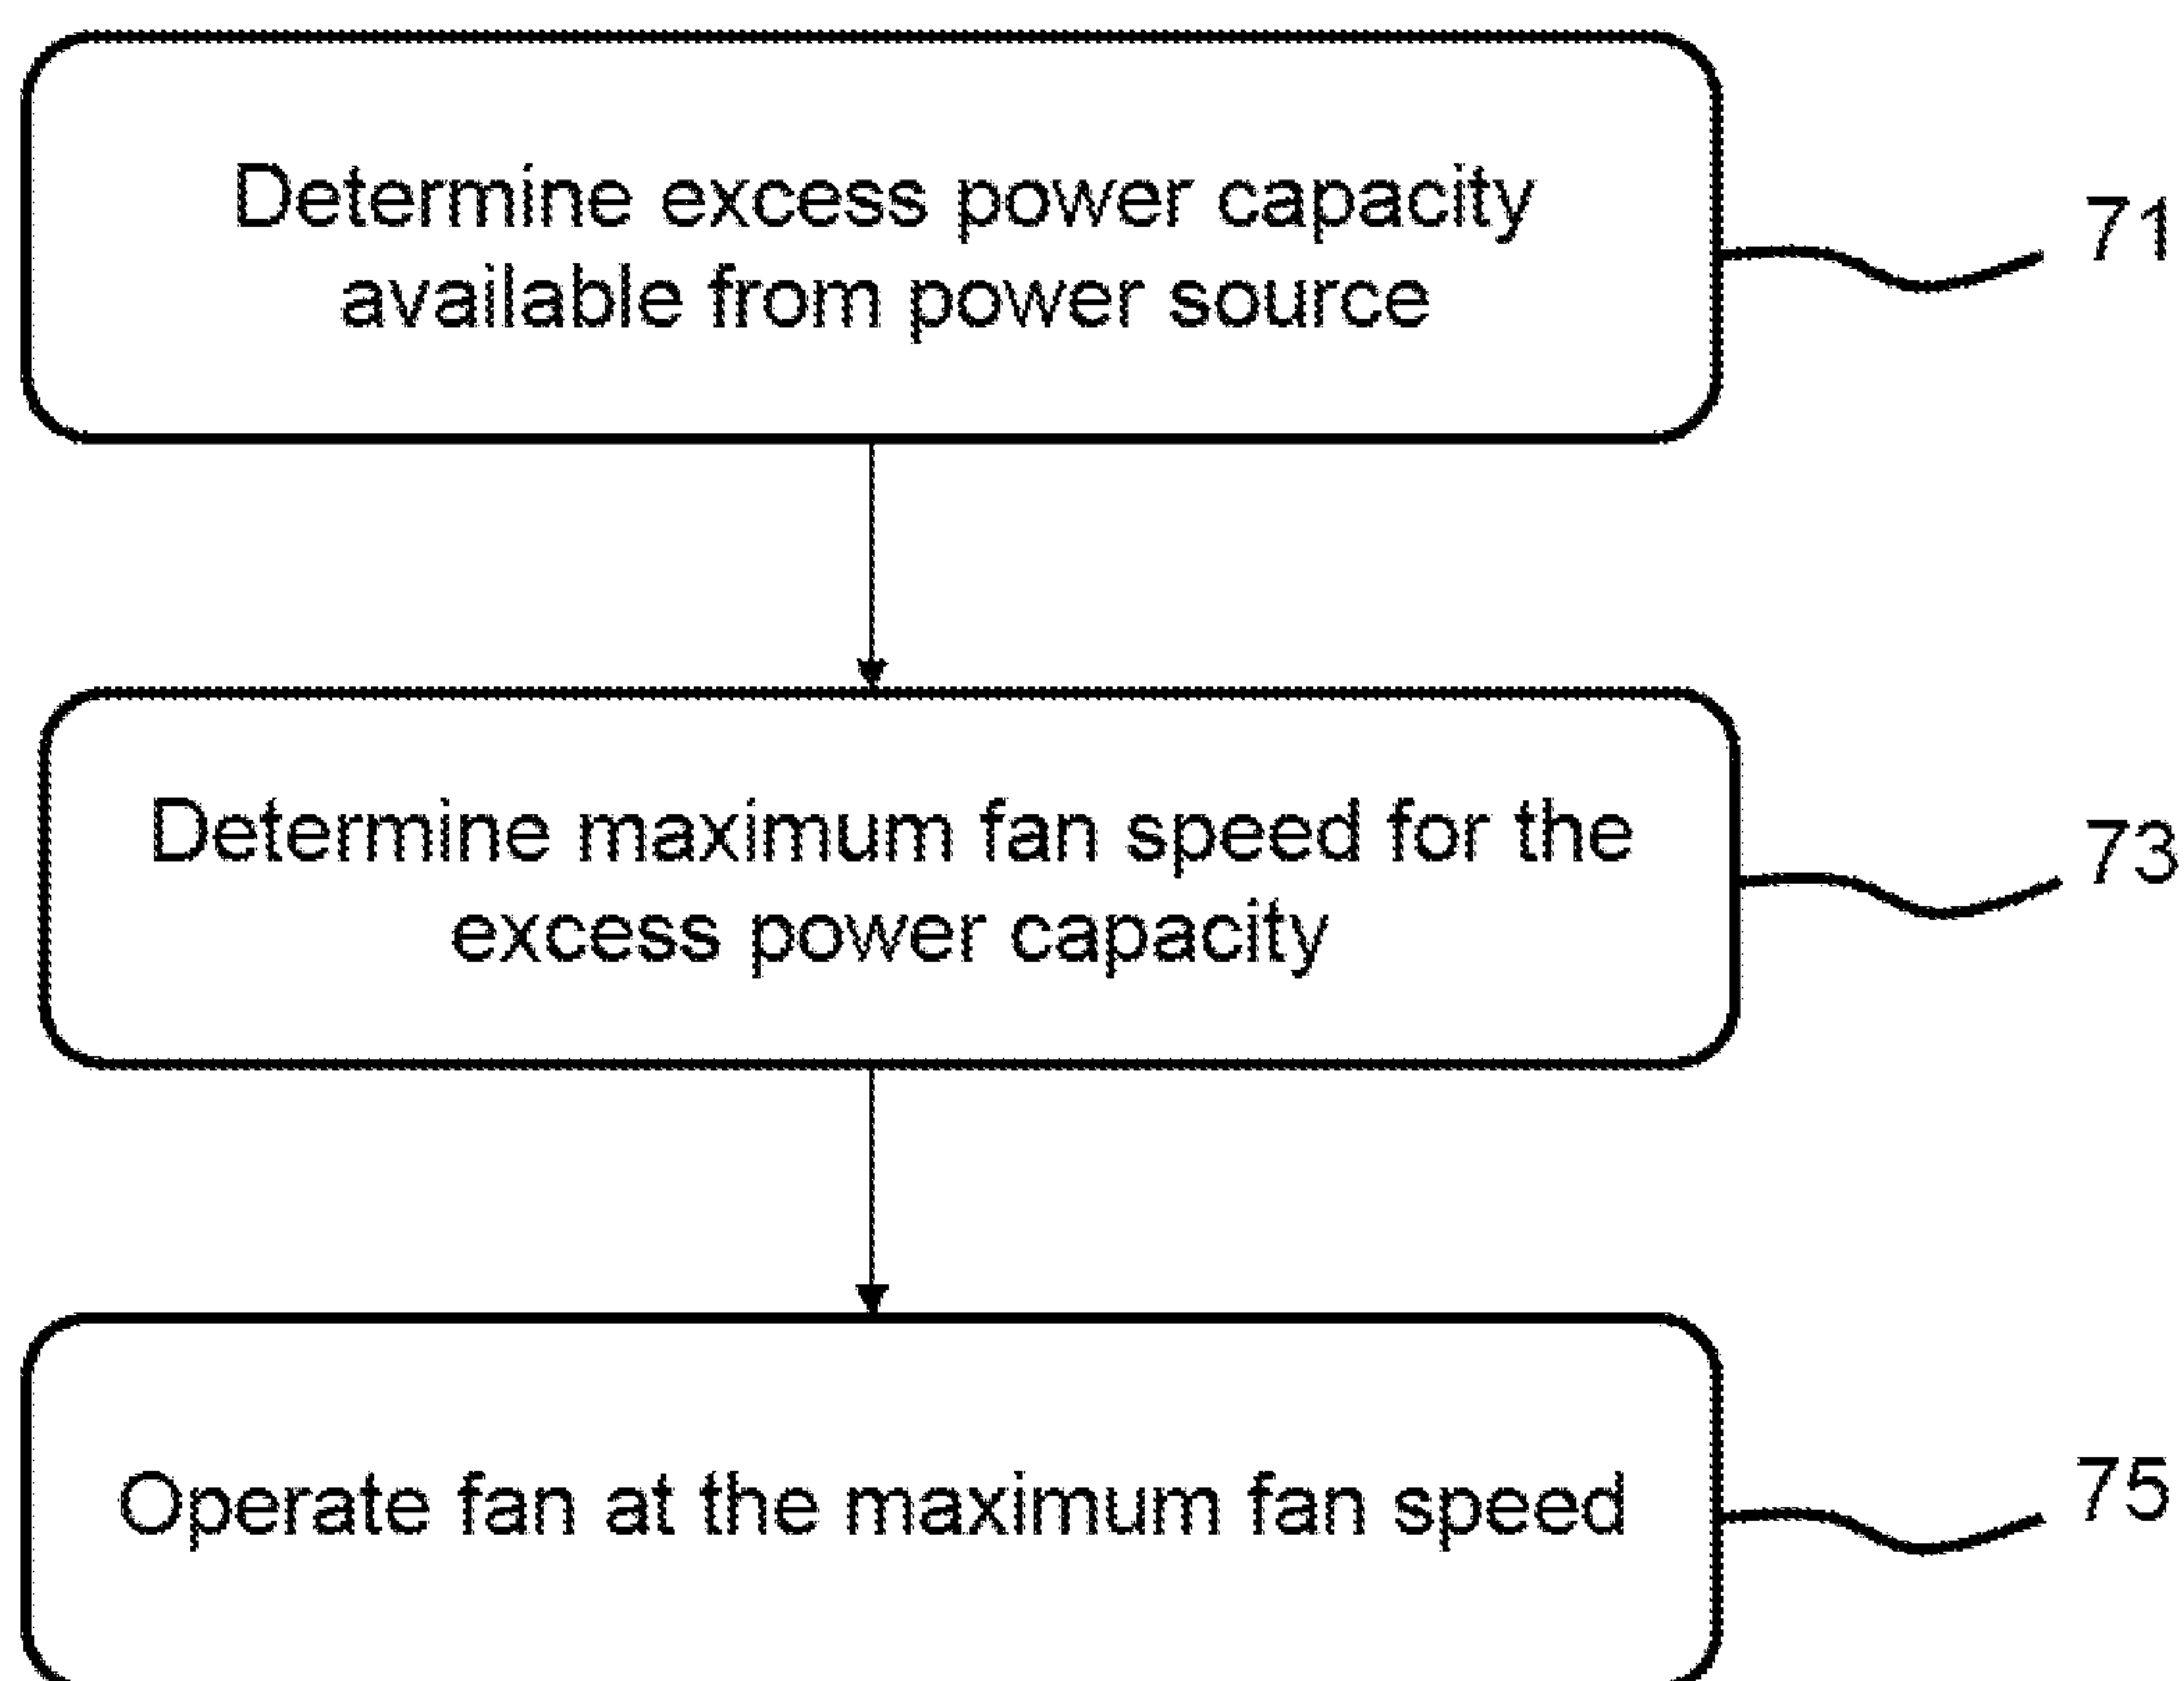 Determine excess power capacity
available from power source
71
Determine maximum fan speed for the
excess power capacity
73
Operate fan at the maximum fan speed
75